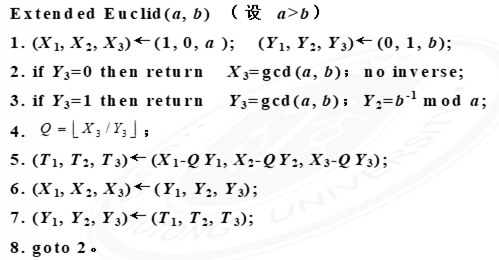 Extended Euclid(a, b) （设 a>b）
1. (X₁, X₂, X₃)←(1, 0, a ); (Y₁, Y₂, Y₃)←(0, 1, b);
2. if Y₃=0 then return X₃=gcd(a, b)；no inverse;
3. if Y₃=1 then return Y₃=gcd(a, b)；Y₂=b⁻¹ mod a;
4. Q = ⌊X₃ / Y₃⌋；
5. (T₁, T₂, T₃)←(X₁-Q Y₁, X₂-Q Y₂, X₃-Q Y₃);
6. (X₁, X₂, X₃)←(Y₁, Y₂, Y₃);
7. (Y₁, Y₂, Y₃)←(T₁, T₂, T₃);
8. goto 2。